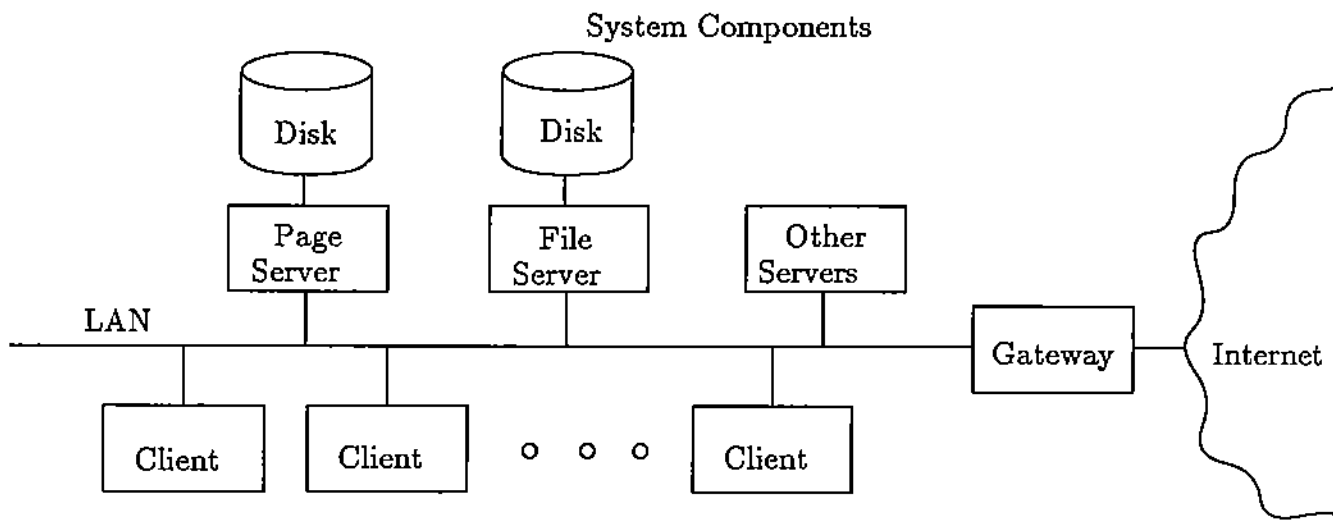 System Components
Disk
Disk
Page
Server
File
Server
Other
Servers
LAN
Gateway
Internet
Client
Client
Client